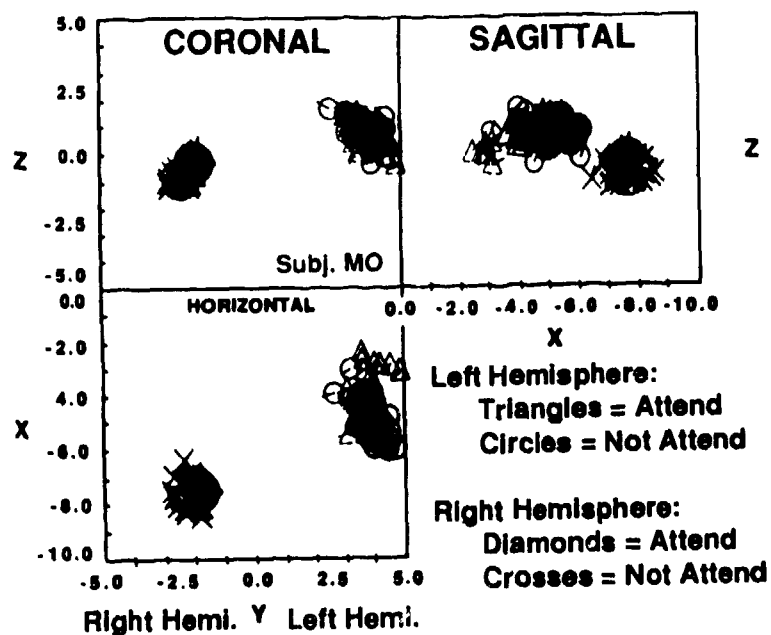 5.0
CORONAL
SAGITTAL
2.5
Z
0.0
Z
-2.5
Subj. MO
-5.0
0.0
HORIZONTAL
0.0 -2.0 -4.0 -6.0 -8.0 -10.0
X
-2.0
Left Hemisphere:
4.0
Triangles = Attend
X
Circles = Not Attend
-6.0
-8.0
Right Hemisphere:
Diamonds = Attend
-10.0
Crosses = Not Attend
-5.0 -2.5 0.0 2.5 5.0
Right Hemi. Y Left Hemi.